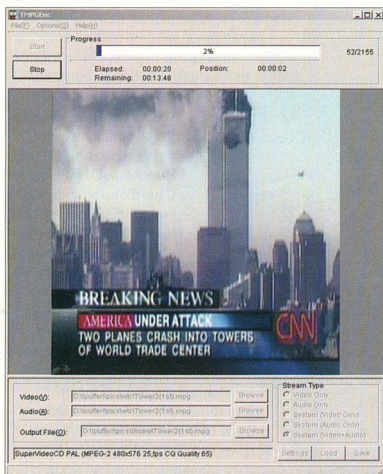 TMPGEnc
File(F) Options(O) Help(H)
Start
Stop
Progress
2%
52/2155
Elapsed: 00:00:20 Position: 00:00:02
Remaining: 00:13:46
BREAKING NEWS
AMERICA UNDER ATTACK
TWO PLANES CRASH INTO TOWERS
OF WORLD TRADE CENTER
CNN
Video(V): Browse
Audio(A): Browse
Output File(O): Browse
Stream Type
Video Only
Audio Only
System (Video Only)
System (Audio Only)
System (Video+Audio)
SuperVideoCD PAL (MPEG-2 480x576 25,fps CQ Quality 65)
Settings Load Save